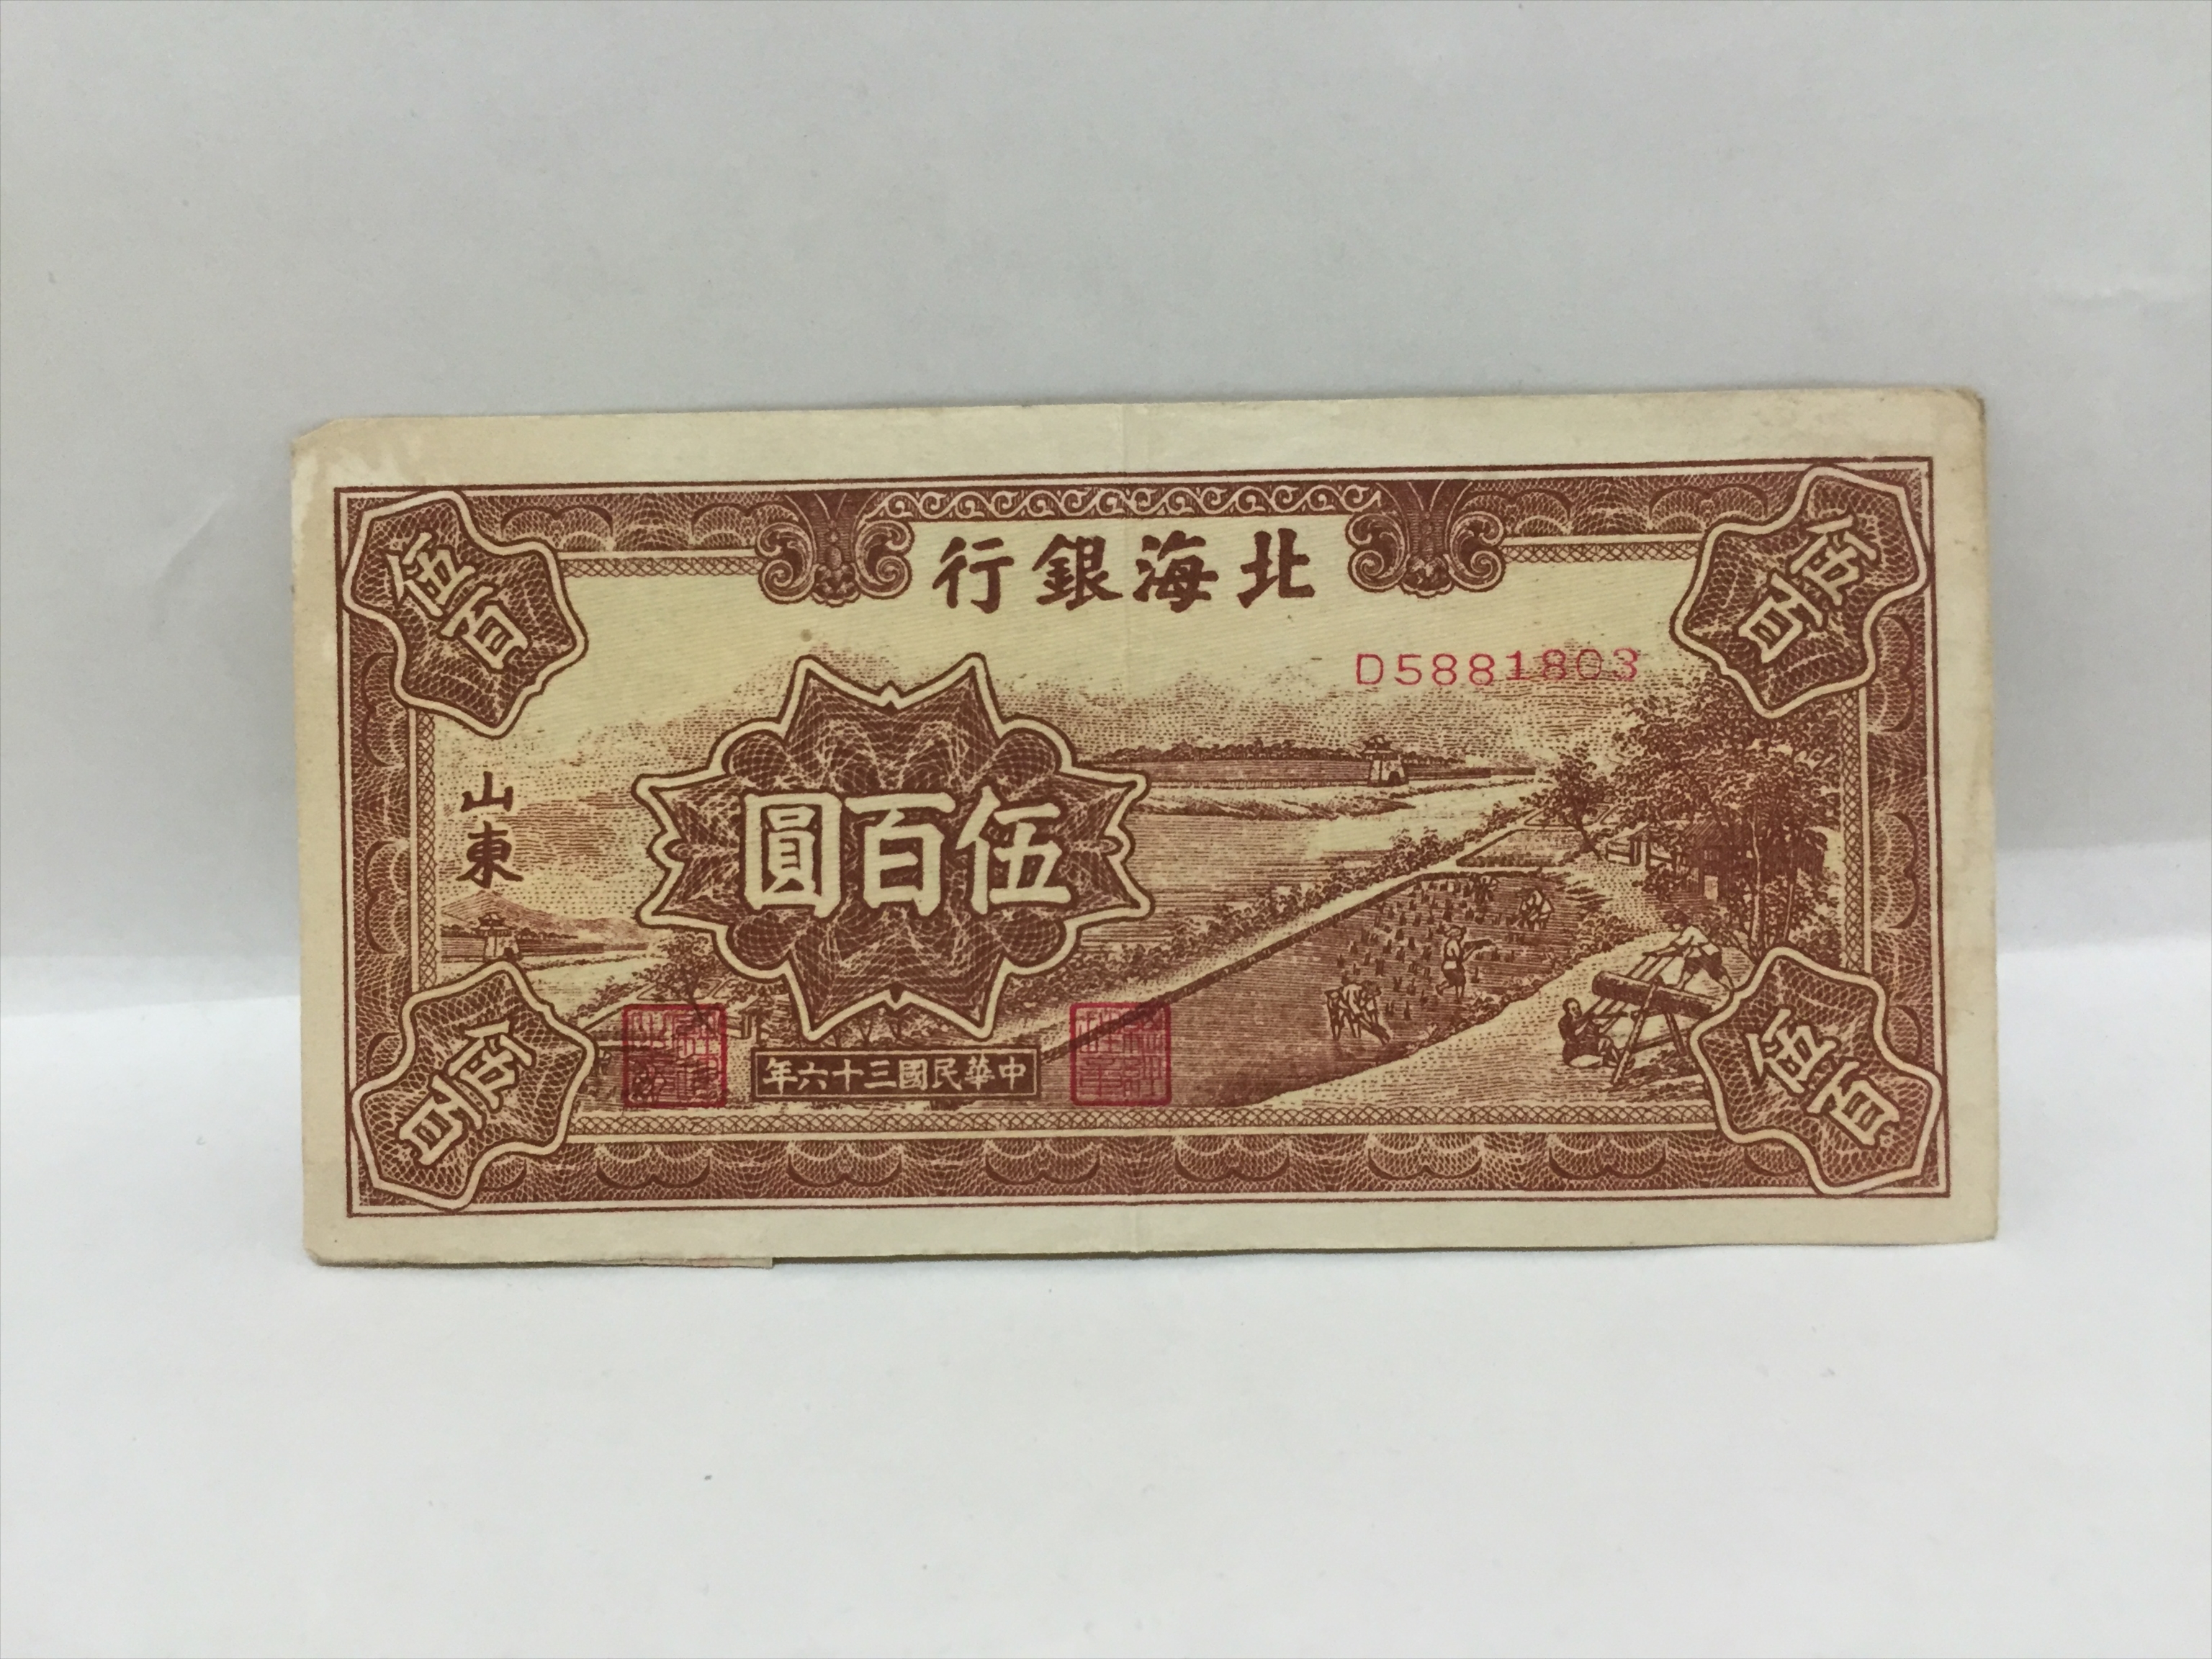 北海銀行
D5881803
伍百
伍百
伍百圓
山東
中華民國三十六年
伍百
伍百